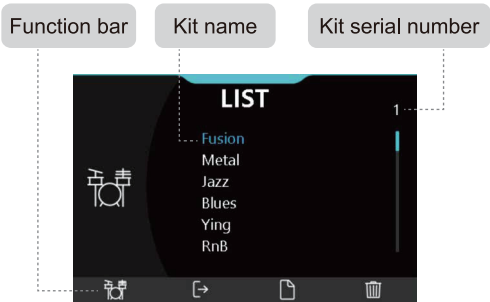 Function bar
Kit name
Kit serial number
LIST
1
Fusion
Metal
Jazz
Blues
Ying
RnB